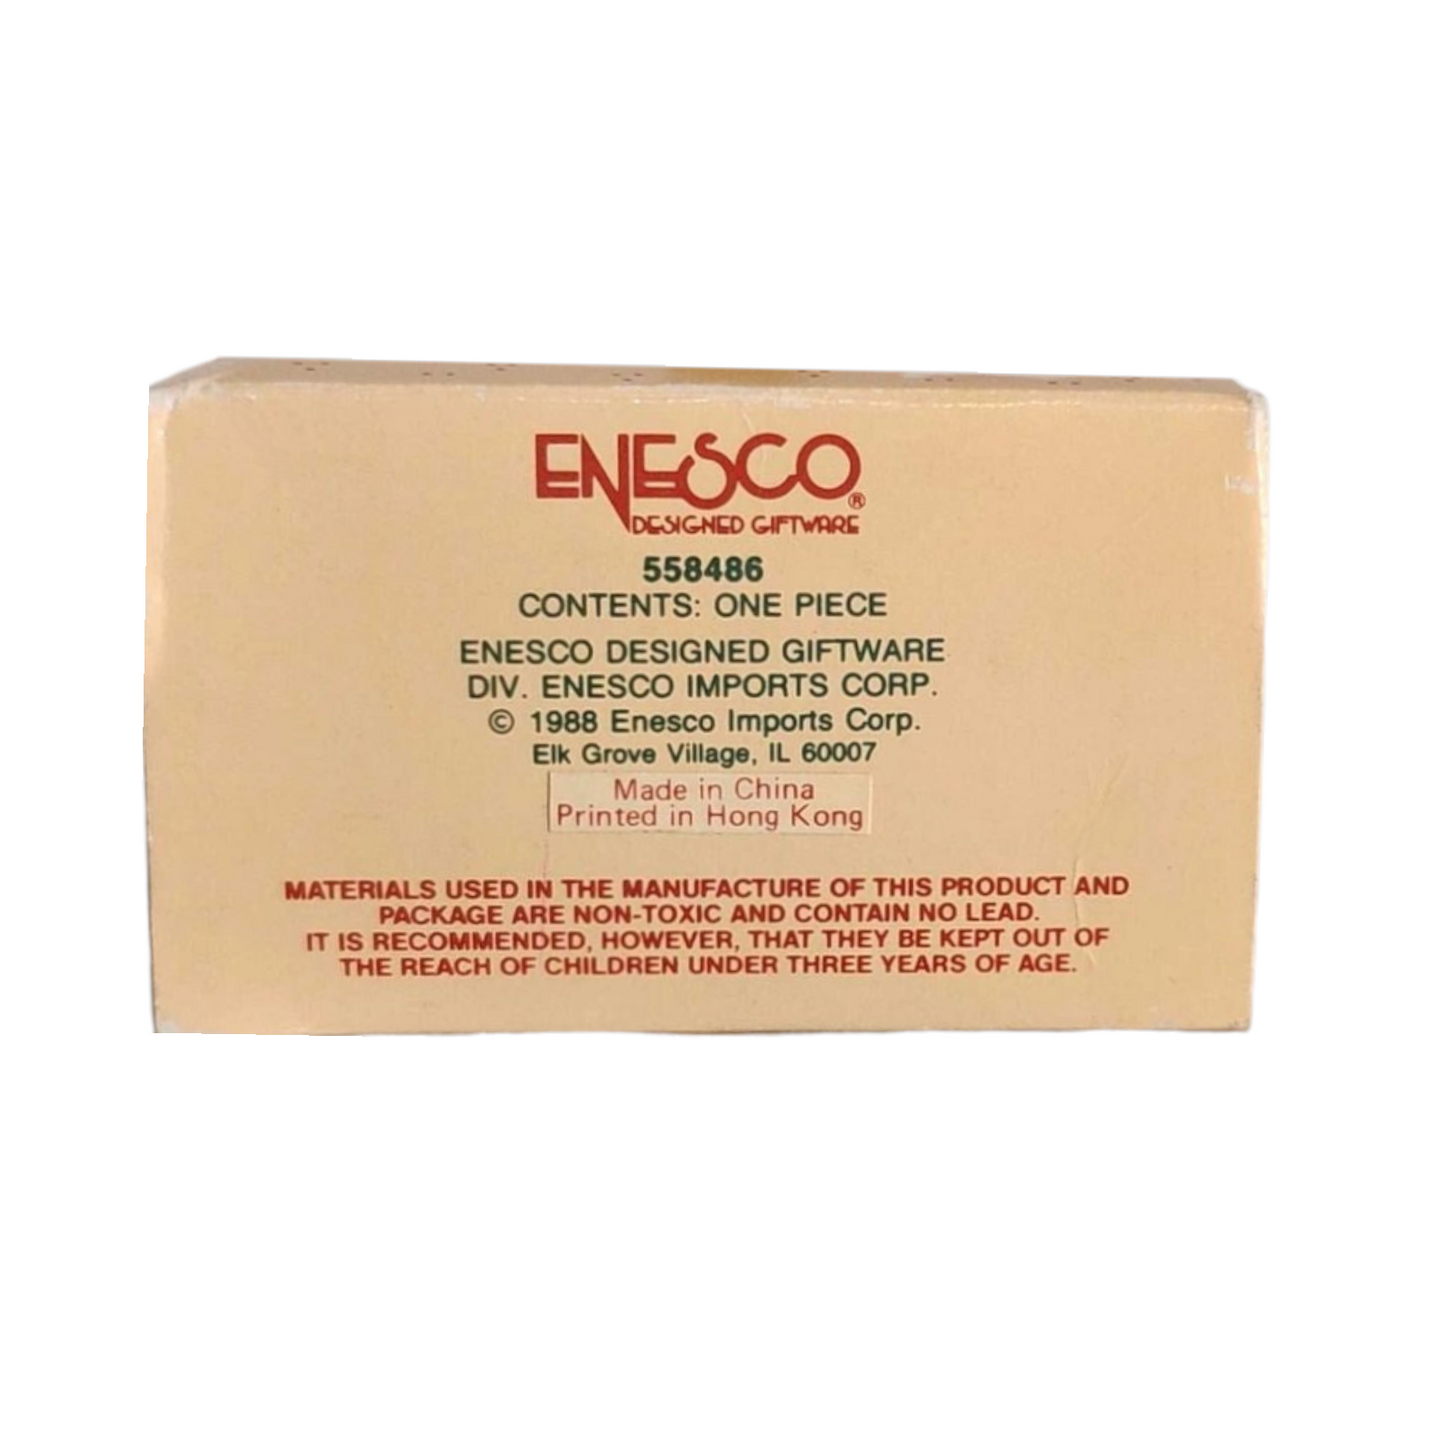 ENESCO®
DESIGNED GIFTWARE
558486
CONTENTS: ONE PIECE
ENESCO DESIGNED GIFTWARE
DIV. ENESCO IMPORTS CORP.
© 1988 Enesco Imports Corp.
Elk Grove Village, IL 60007
Made in China
Printed in Hong Kong
MATERIALS USED IN THE MANUFACTURE OF THIS PRODUCT AND
PACKAGE ARE NON-TOXIC AND CONTAIN NO LEAD.
IT IS RECOMMENDED, HOWEVER, THAT THEY BE KEPT OUT OF
THE REACH OF CHILDREN UNDER THREE YEARS OF AGE.